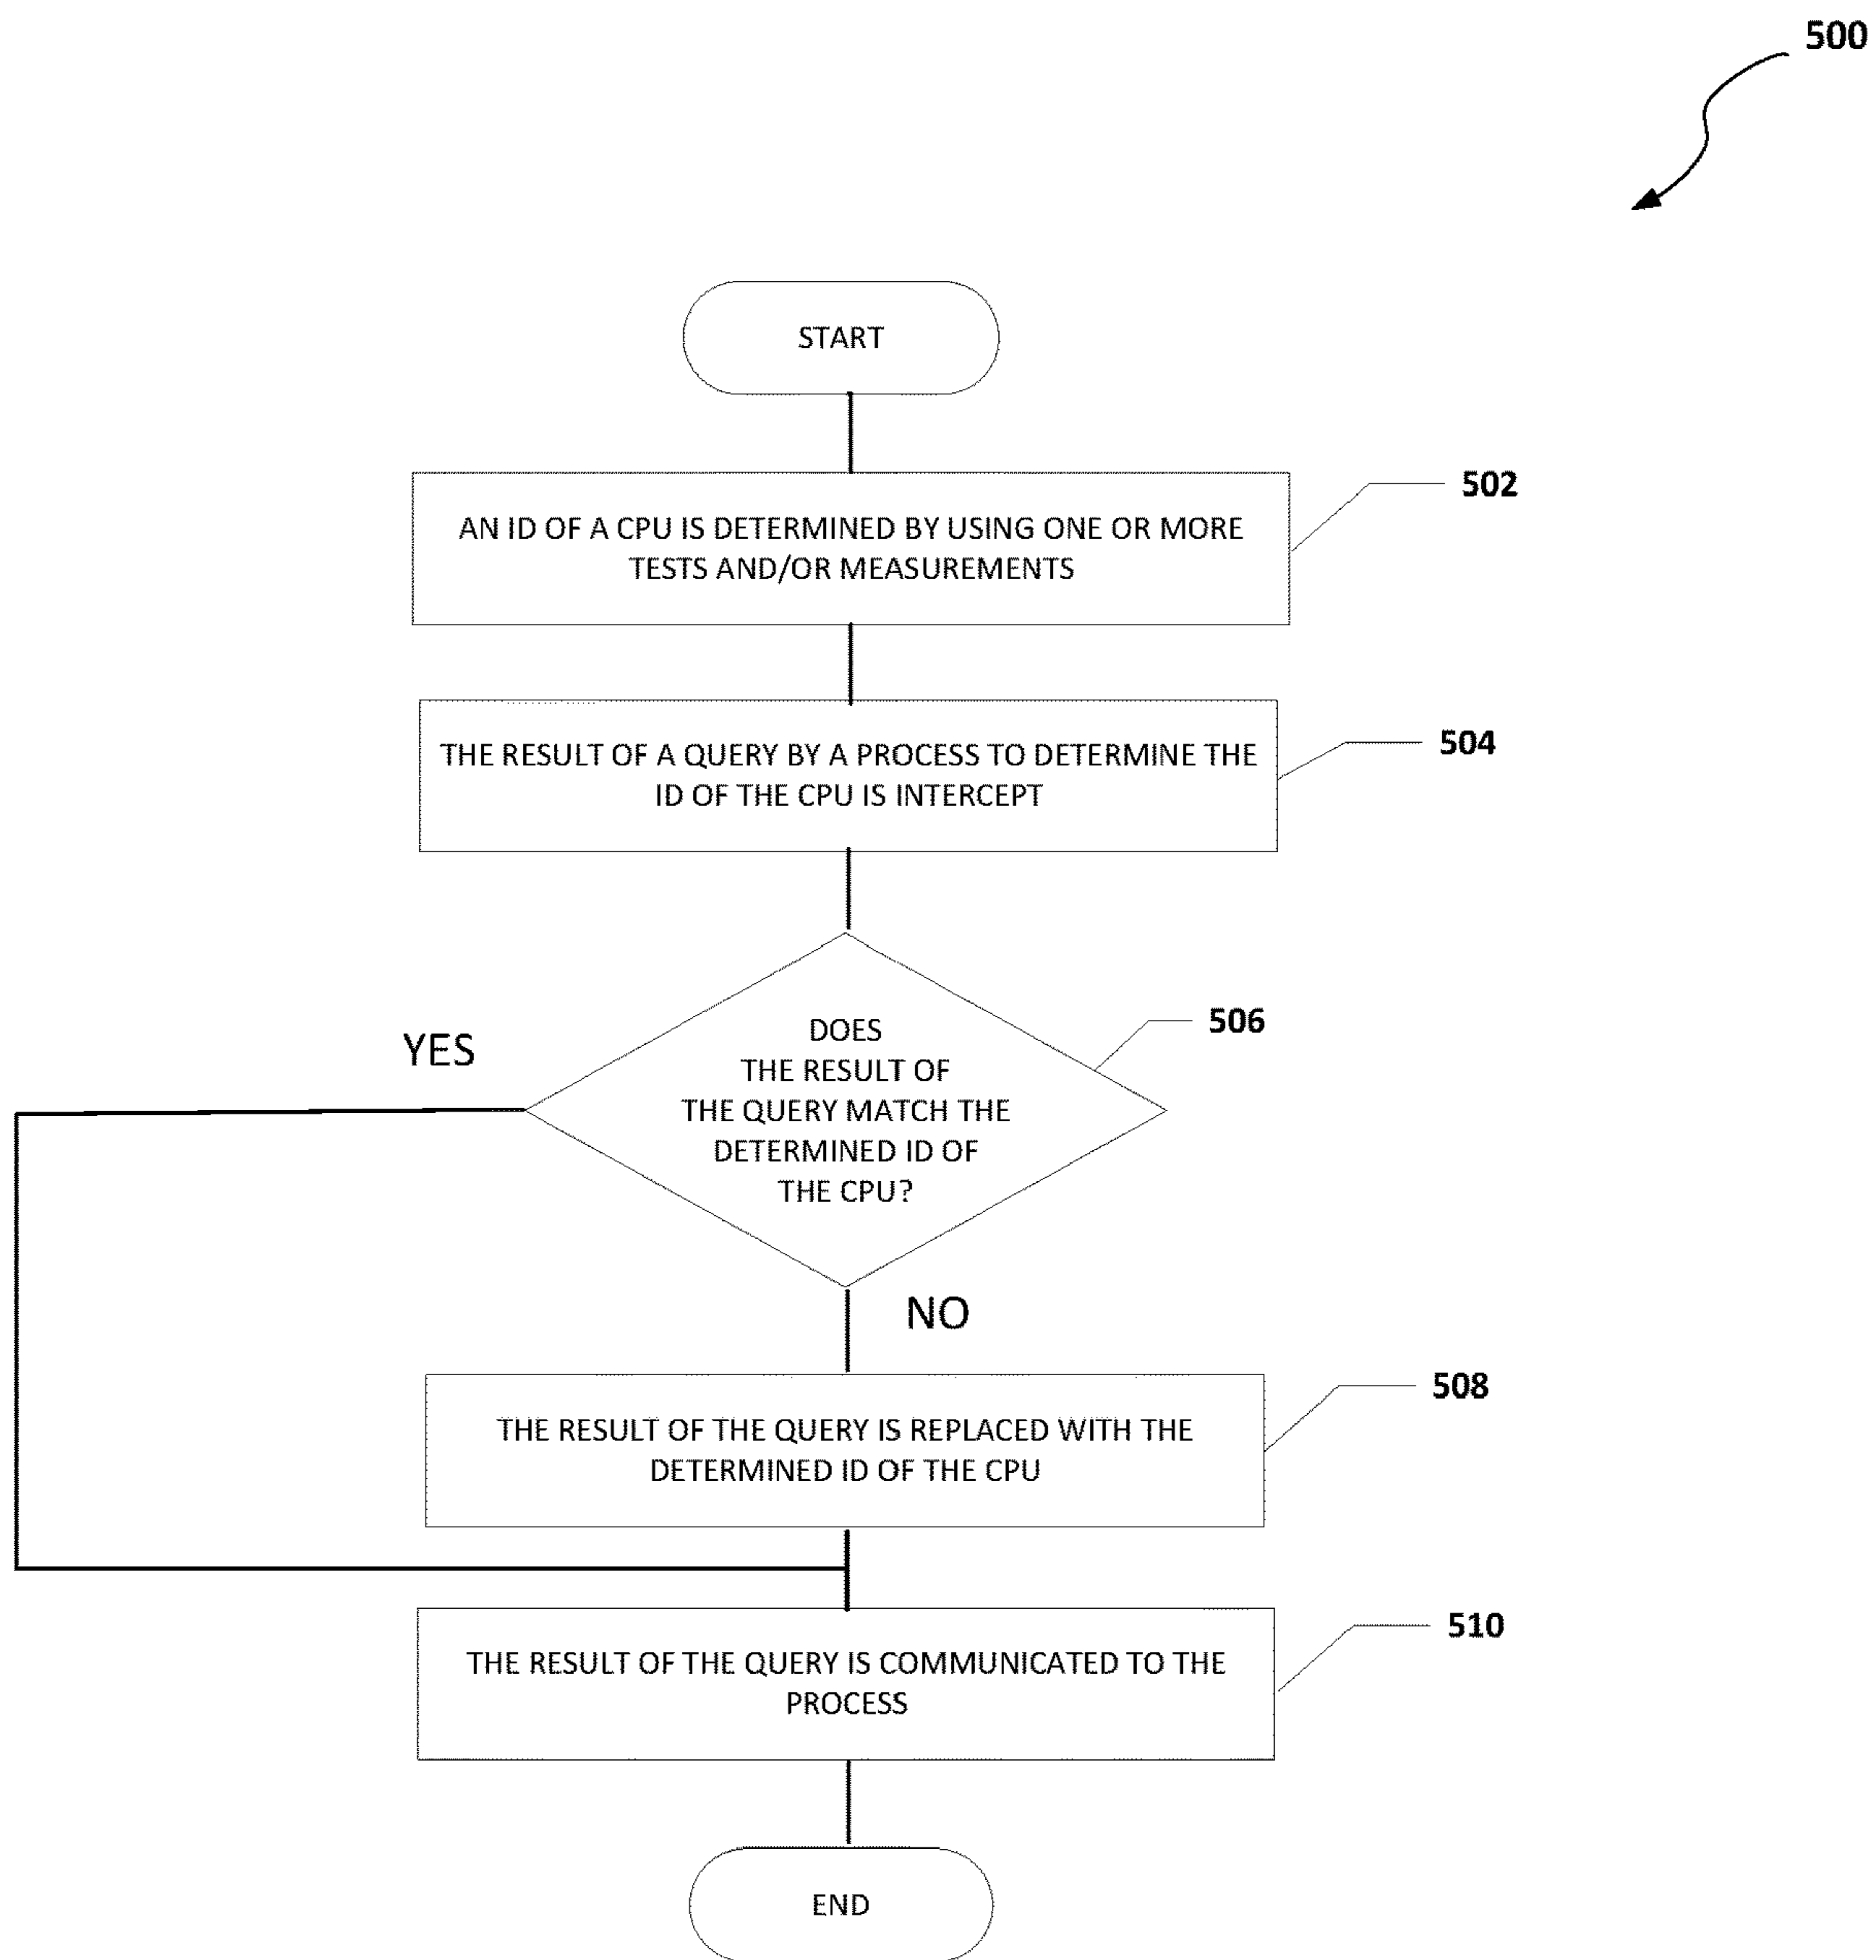 500
START
502
AN ID OF A CPU IS DETERMINED BY USING ONE OR MORE
TESTS AND/OR MEASUREMENTS
504
THE RESULT OF A QUERY BY A PROCESS TO DETERMINE THE
ID OF THE CPU IS INTERCEPT
506
YES
DOES
THE RESULT OF
THE QUERY MATCH THE
DETERMINED ID OF
THE CPU?
NO
508
THE RESULT OF THE QUERY IS REPLACED WITH THE
DETERMINED ID OF THE CPU
510
THE RESULT OF THE QUERY IS COMMUNICATED TO THE
PROCESS
END